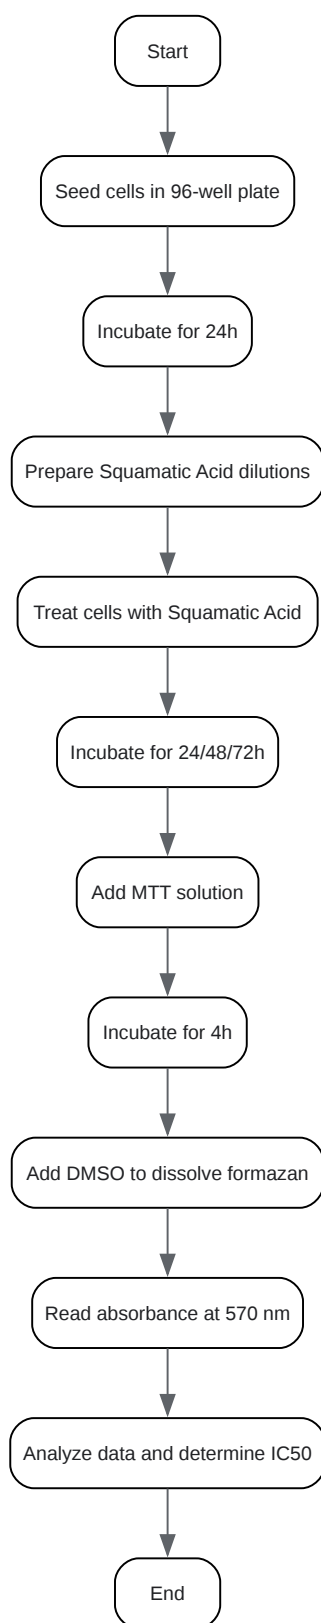 Start
Seed cells in 96-well plate
Incubate for 24h
Prepare Squamatic Acid dilutions
Treat cells with Squamatic Acid
Incubate for 24/48/72h
Add MTT solution
Incubate for 4h
Add DMSO to dissolve formazan
Read absorbance at 570 nm
Analyze data and determine IC50
End